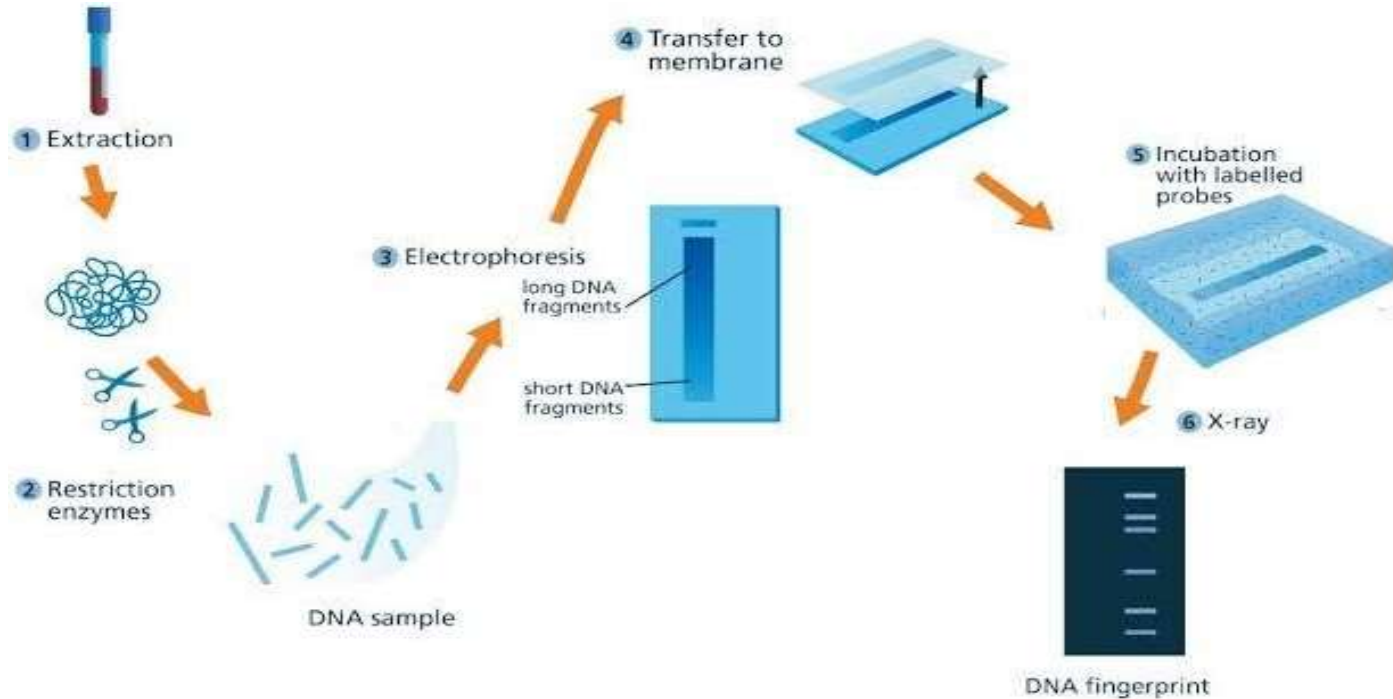 1 Extraction
2 Restriction
enzymes
DNA sample
3 Electrophoresis
long DNA
fragments
short DNA
fragments
4 Transfer to
membrane
5 Incubation
with labelled
probes
6 X-ray
DNA fingerprint